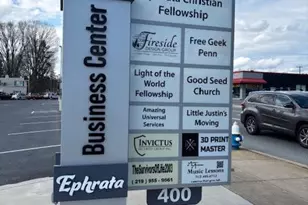 Christian
Fellowship
Business Center
Fireside
Free Geek
Penn
Light of the World
Fellowship
Good Seed
Church
Amazing
Universal
Services
Little Justin's
Moving
INVICTUS
3D PRINT
MASTER
Music Lessons
Ephrata
400